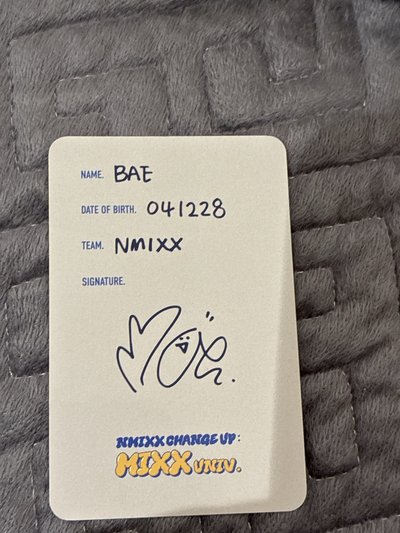 NAME. BAE
DATE OF BIRTH. 041228
TEAM. NMIXX
SIGNATURE.
NMIXX CHANGE UP:
MIXX UNIV.